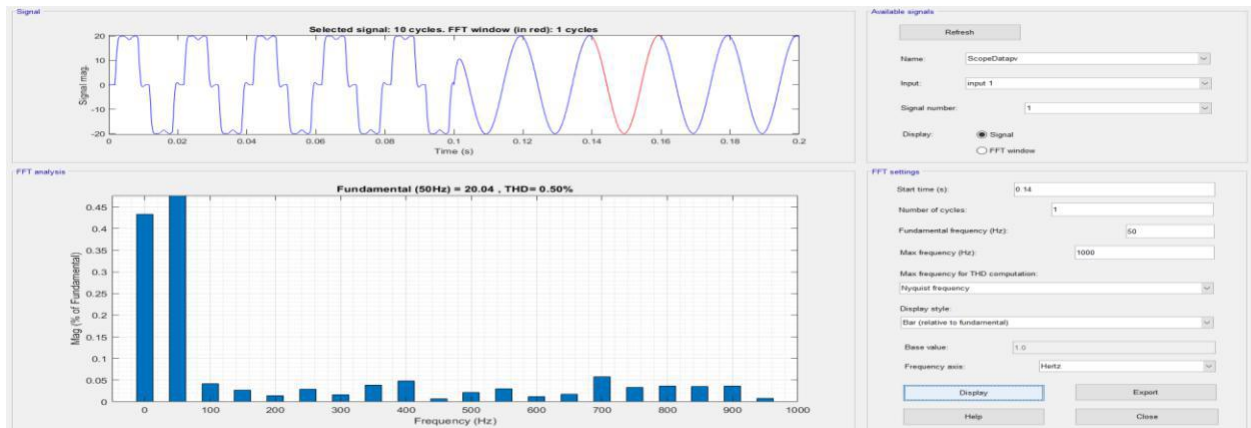 Signal
Selected signal: 10 cycles. FFT window (in red): 1 cycles
20
10
0
-10
-20
Signal mag.
0 0.02 0.04 0.06 0.08 0.1 0.12 0.14 0.16 0.18 0.2
Time (s)
Available signals
Refresh
Name: ScopeDatapv
Input: input 1
Signal number: 1
Display: Signal
FFT window
FFT analysis
Fundamental (50Hz) = 20.04 , THD= 0.50%
0.45
0.4
0.35
0.3
0.25
0.2
0.15
0.1
0.05
0
Mag (% of Fundamental)
0 100 200 300 400 500 600 700 800 900 1000
Frequency (Hz)
FFT settings
Start time (s): 0.14
Number of cycles: 1
Fundamental frequency (Hz): 50
Max frequency (Hz): 1000
Max frequency for THD computation:
Nyquist frequency
Display style:
Bar (relative to fundamental)
Base value: 1.0
Frequency axis: Hertz
Display Export
Help Close